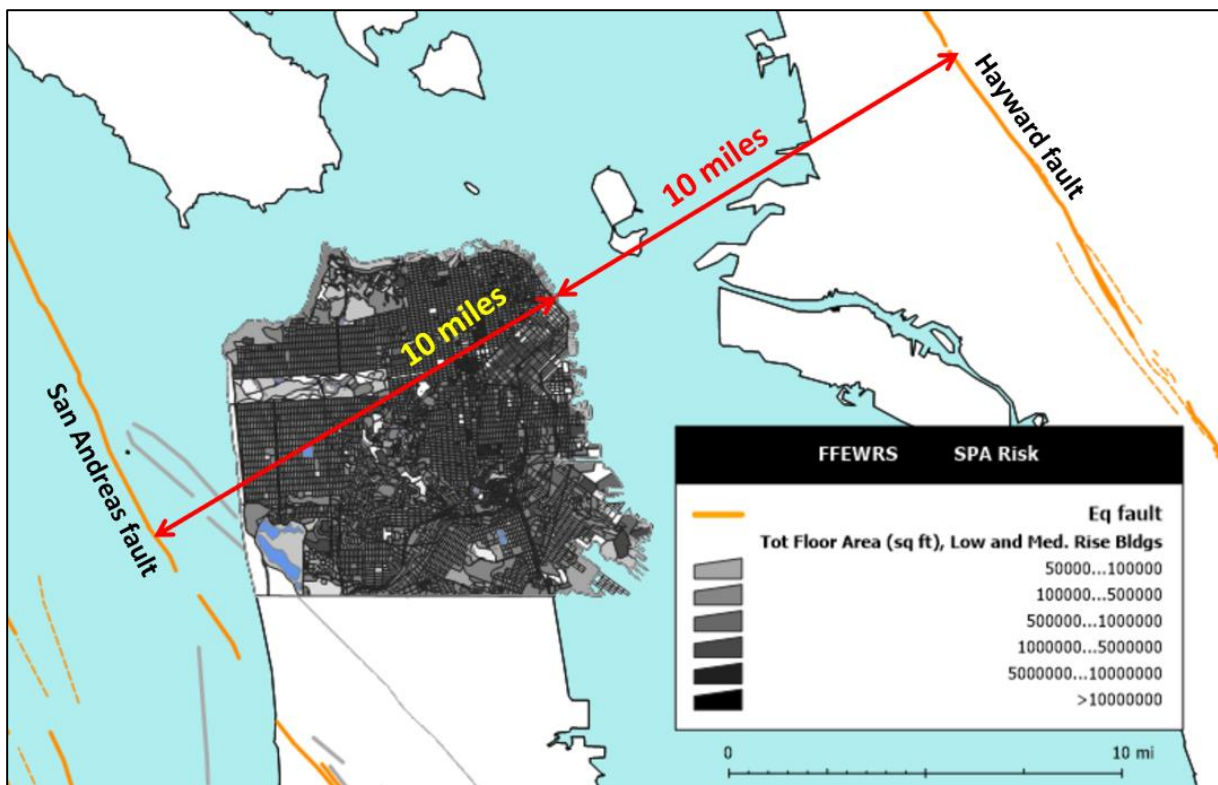 Hayward fault
10 miles
10 miles
San Andreas fault
FFEWRS SPA Risk
Eq fault
Tot Floor Area (sq ft), Low and Med. Rise Bldgs
50000...100000
100000...500000
500000...1000000
1000000...5000000
5000000...10000000
>10000000
0 10 mi